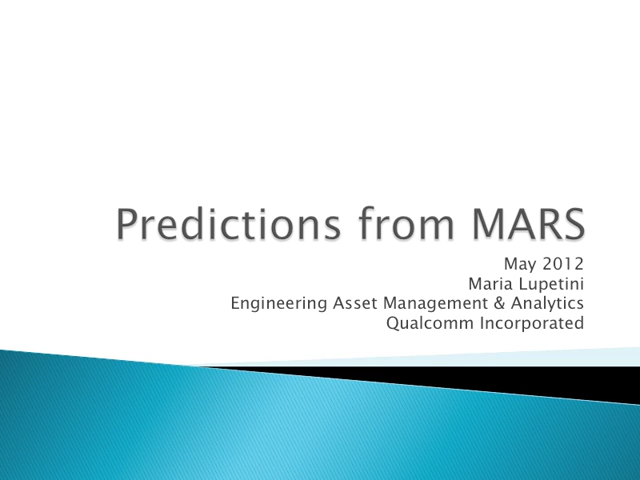 Predictions from MARS
May 2012
Maria Lupetini
Engineering Asset Management & Analytics
Qualcomm Incorporated